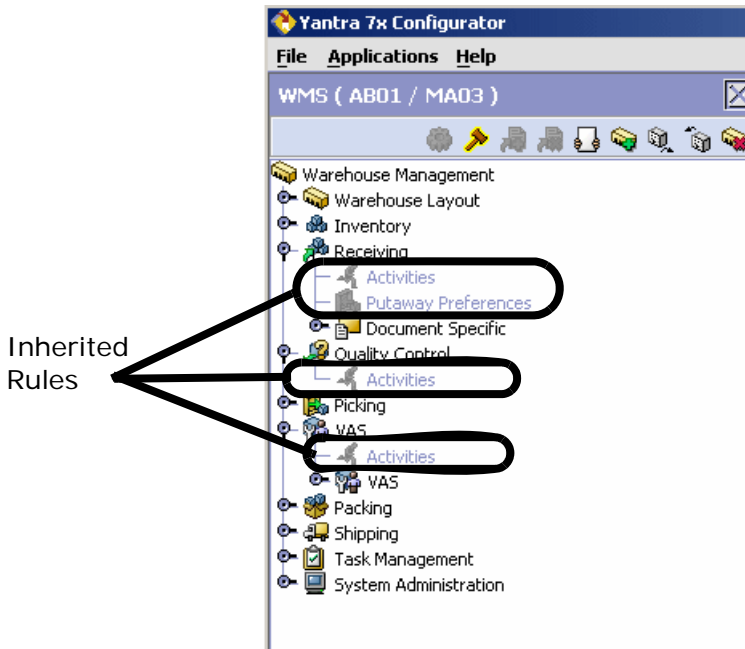 Yantra 7x Configurator
File Applications Help
WMS ( AB01 / MA03 )
Warehouse Management
Warehouse Layout
Inventory
Receiving
Activities
Putaway Preferences
Document Specific
Quality Control
Activities
Picking
VAS
Activities
VAS
Packing
Shipping
Task Management
System Administration
Inherited
Rules